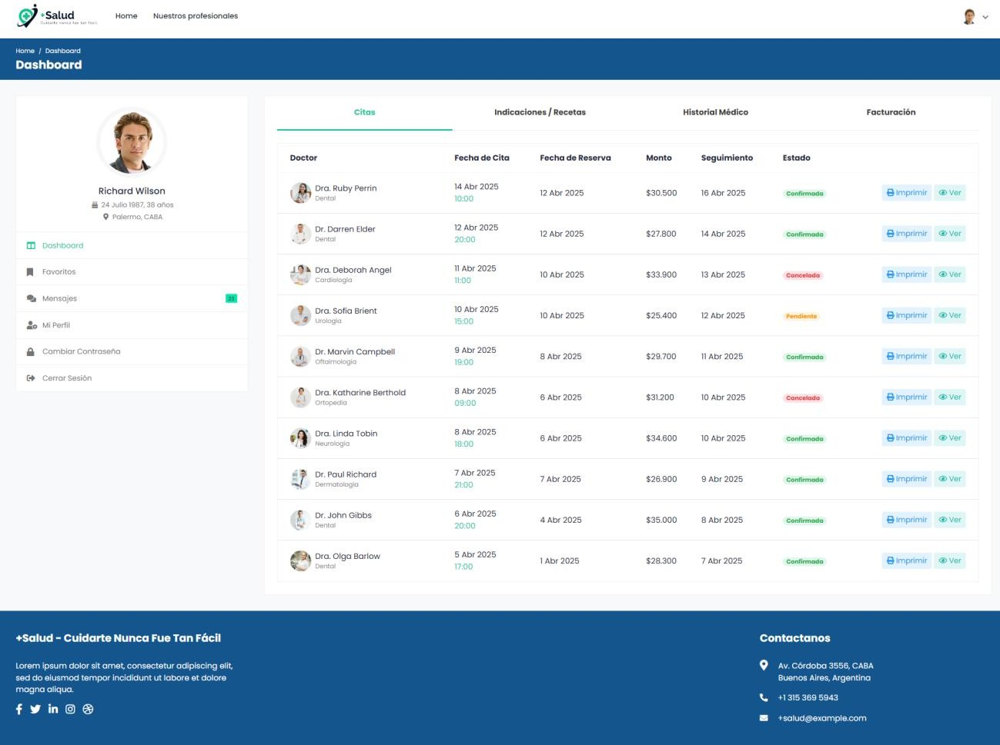 +Salud
Cuidarte nunca fue tan fácil
Home
Nuestros profesionales
Home / Dashboard
Dashboard
Richard Wilson
24 Julio 1987, 38 años
Palermo, CABA
Dashboard
Favoritos
Mensajes 23
Mi Perfil
Cambiar Contraseña
Cerrar Sesión
Citas Indicaciones / Recetas Historial Médico Facturación
Doctor Fecha de Cita Fecha de Reserva Monto Seguimiento Estado
Dra. Ruby Perrin 14 Abr 2025 12 Abr 2025 $30.500 16 Abr 2025 Confirmada Imprimir Ver
Dental 10:00
Dr. Darren Elder 12 Abr 2025 12 Abr 2025 $27.800 14 Abr 2025 Confirmada Imprimir Ver
Dental 20:00
Dra. Deborah Angel 11 Abr 2025 10 Abr 2025 $33.900 13 Abr 2025 Cancelada Imprimir Ver
Cardiología 11:00
Dra. Sofía Brient 10 Abr 2025 10 Abr 2025 $25.400 12 Abr 2025 Pendiente Imprimir Ver
Urología 15:00
Dr. Marvin Campbell 9 Abr 2025 8 Abr 2025 $29.700 11 Abr 2025 Confirmada Imprimir Ver
Oftalmología 19:00
Dra. Katharine Berthold 8 Abr 2025 6 Abr 2025 $31.200 10 Abr 2025 Cancelada Imprimir Ver
Ortopedia 09:00
Dra. Linda Tobin 8 Abr 2025 6 Abr 2025 $34.600 10 Abr 2025 Confirmada Imprimir Ver
Neurología 18:00
Dr. Paul Richard 7 Abr 2025 7 Abr 2025 $26.900 9 Abr 2025 Confirmada Imprimir Ver
Dermatología 21:00
Dr. John Gibbs 6 Abr 2025 4 Abr 2025 $35.000 8 Abr 2025 Confirmada Imprimir Ver
Dental 20:00
Dra. Olga Barlow 5 Abr 2025 1 Abr 2025 $28.300 7 Abr 2025 Confirmada Imprimir Ver
Dental 17:00
+Salud - Cuidarte Nunca Fue Tan Fácil
Lorem ipsum dolor sit amet, consectetur adipiscing elit,
sed do eiusmod tempor incididunt ut labore et dolore
magna aliqua.
Contactanos
Av. Córdoba 3556, CABA
Buenos Aires, Argentina
+1 315 369 5943
+salud@example.com